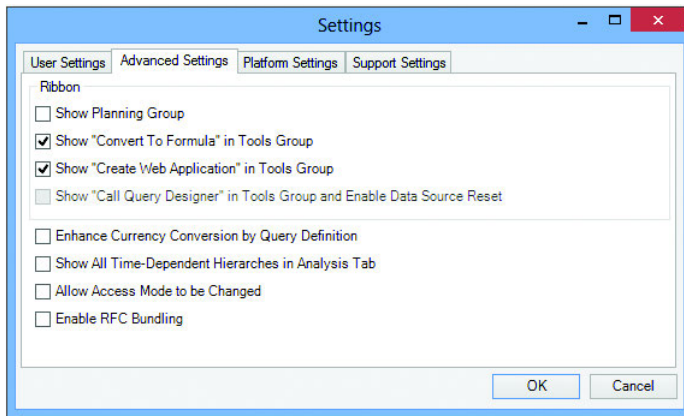 Settings
User Settings Advanced Settings Platform Settings Support Settings
Ribbon
Show Planning Group
Show "Convert To Formula" in Tools Group
Show "Create Web Application" in Tools Group
Show "Call Query Designer" in Tools Group and Enable Data Source Reset
Enhance Currency Conversion by Query Definition
Show All Time-Dependent Hierarches in Analysis Tab
Allow Access Mode to be Changed
Enable RFC Bundling
OK Cancel